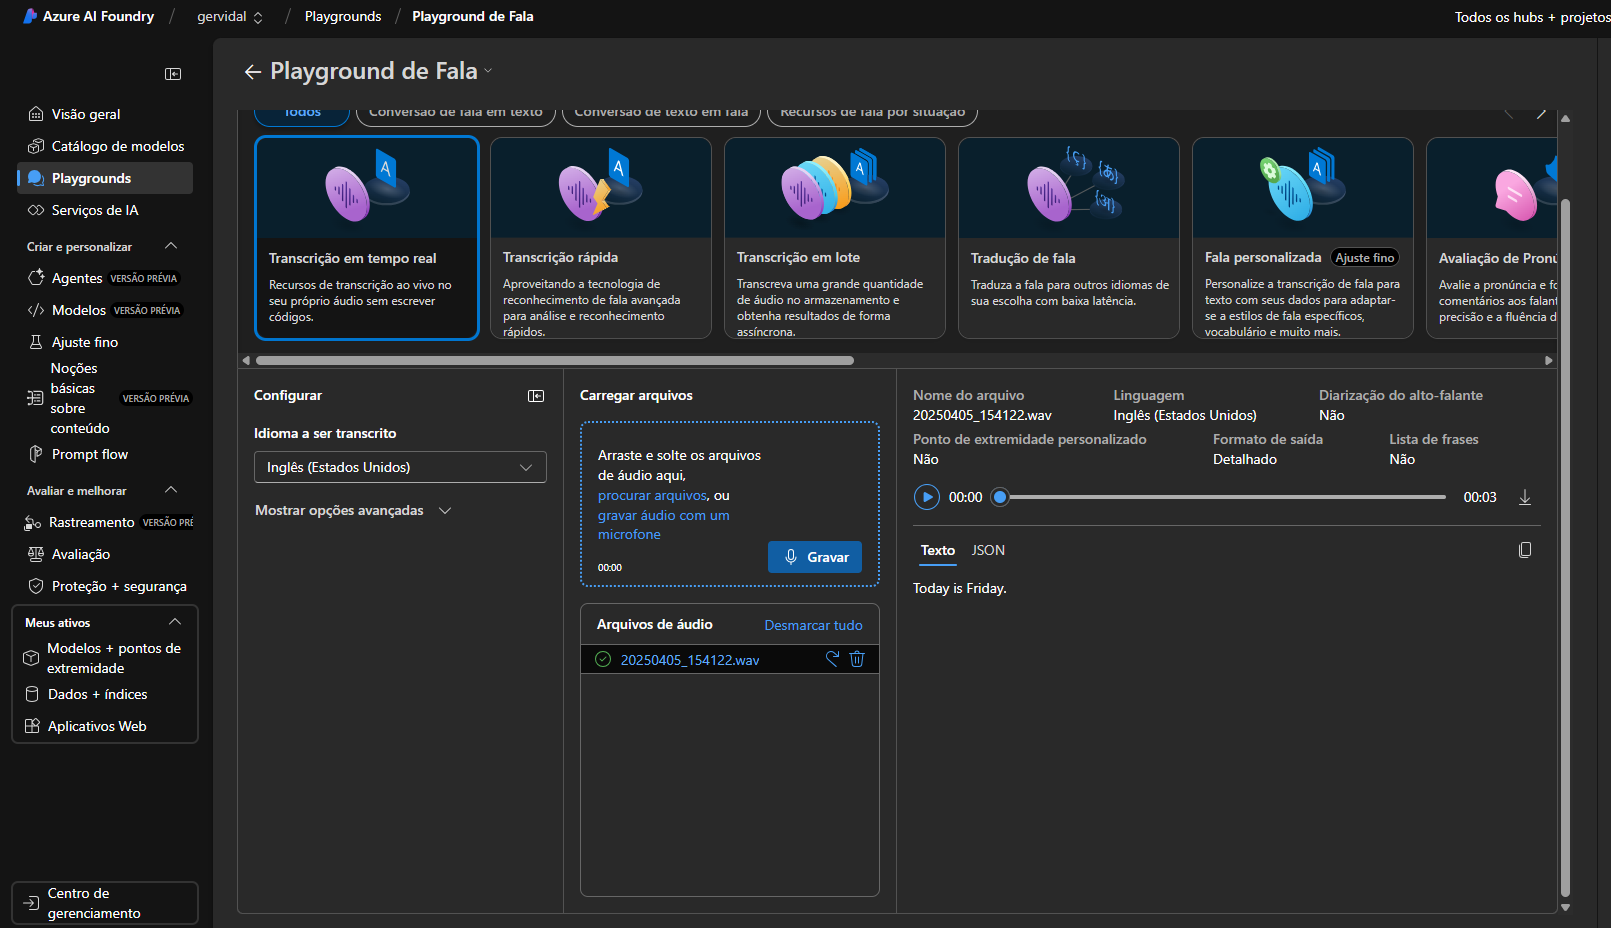 Azure AI Foundry / gervidal / Playgrounds / Playground de Fala
Todos os hubs + projetos
Visão geral
Catálogo de modelos
Playgrounds
Serviços de IA
Criar e personalizar
Agentes VERSÃO PRÉVIA
Modelos VERSÃO PRÉVIA
Ajuste fino
Noções
básicas
sobre
conteúdo
VERSÃO PRÉVIA
Prompt flow
Avaliar e melhorar
Rastreamento VERSÃO PRÉ
Avaliação
Proteção + segurança
Meus ativos
Modelos + pontos de
extremidade
Dados + índices
Aplicativos Web
Centro de
gerenciamento
Playground de Fala
Todos
Conversão de fala em texto
Conversão de texto em fala
Recursos de fala por situação
Transcrição em tempo real
Recursos de transcrição ao vivo no
seu próprio áudio sem escrever
códigos.
Transcrição rápida
Aproveitando a tecnologia de
reconhecimento de fala avançada
para análise e reconhecimento
rápidos.
Transcrição em lote
Transcreva uma grande quantidade
de áudio no armazenamento e
obtenha resultados de forma
assíncrona.
Tradução de fala
Traduza a fala para outros idiomas de
sua escolha com baixa latência.
Fala personalizada Ajuste fino
Personalize a transcrição de fala para
texto com seus dados para adaptar-
se a estilos de fala específicos,
vocabulário e muito mais.
Avaliação de Pronú
Avalie a pronúncia e fo
comentários aos falant
precisão e a fluência d
Configurar
Idioma a ser transcrito
Inglês (Estados Unidos)
Mostrar opções avançadas
Carregar arquivos
Arraste e solte os arquivos
de áudio aqui,
procurar arquivos, ou
gravar áudio com um
microfone
00:00
Gravar
Arquivos de áudio
Desmarcar tudo
20250405_154122.wav
Nome do arquivo
20250405_154122.wav
Linguagem
Inglês (Estados Unidos)
Diarização do alto-falante
Não
Ponto de extremidade personalizado
Não
Formato de saída
Detalhado
Lista de frases
Não
00:00
00:03
Texto
JSON
Today is Friday.